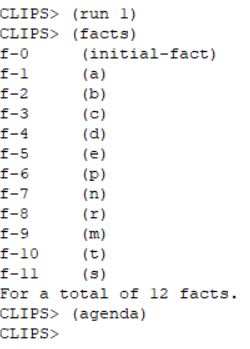 CLIPS> (run 1)
CLIPS> (facts)
f-0     (initial-fact)
f-1     (a)
f-2     (b)
f-3     (c)
f-4     (d)
f-5     (e)
f-6     (p)
f-7     (n)
f-8     (r)
f-9     (m)
f-10    (t)
f-11    (s)
For a total of 12 facts.
CLIPS> (agenda)
CLIPS>